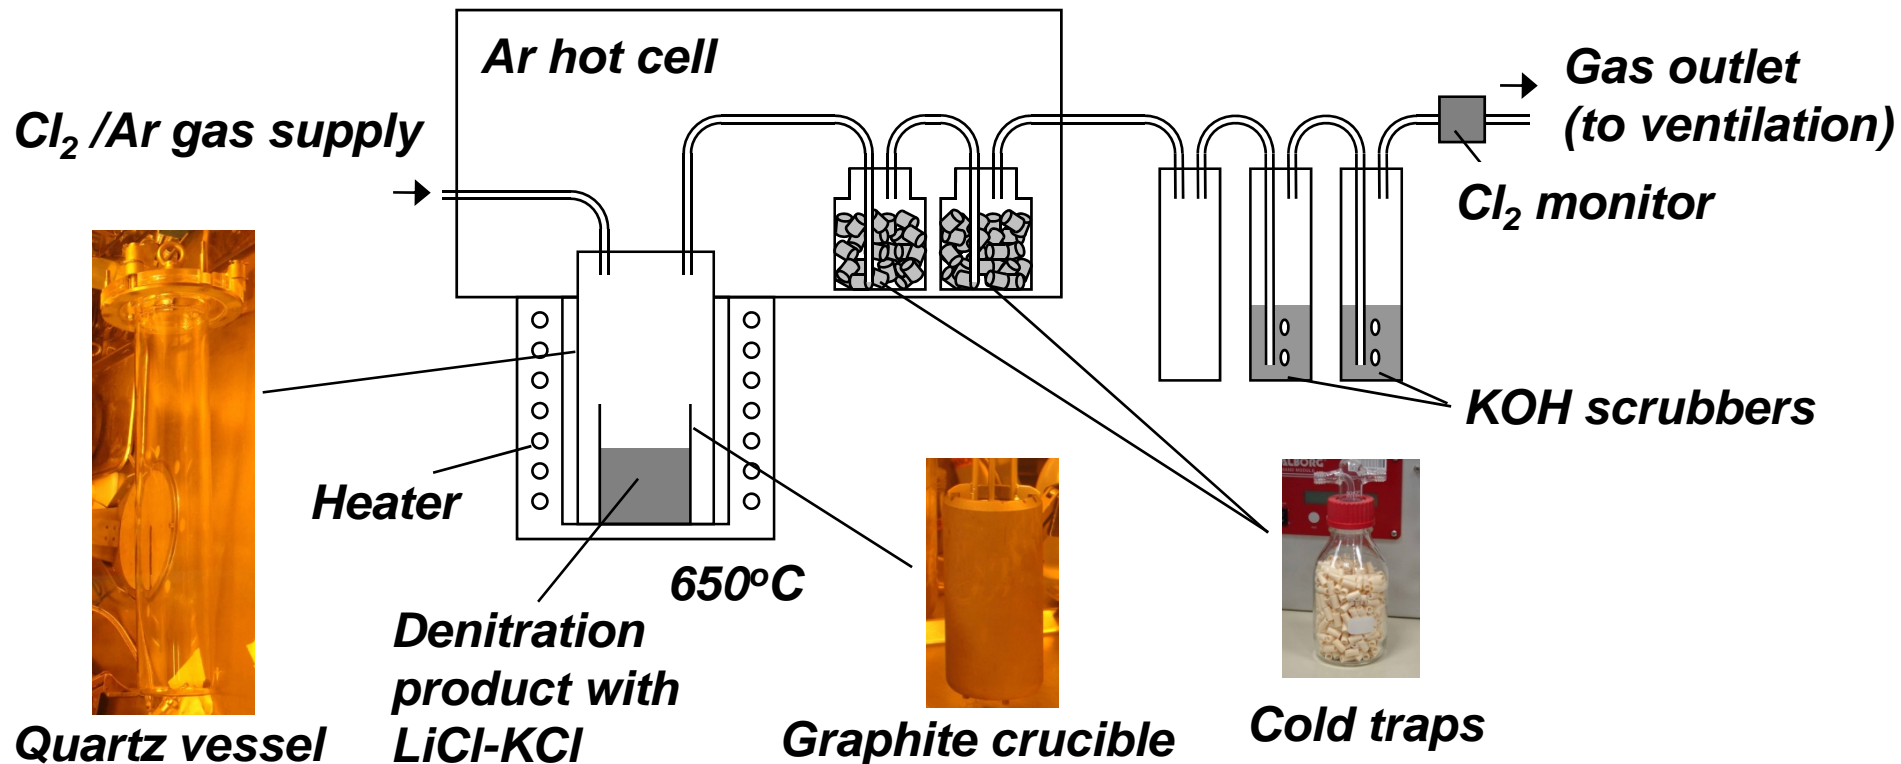 Ar hot cell
Gas outlet
(to ventilation)
Cl₂ /Ar gas supply
Cl₂ monitor
KOH scrubbers
Heater
650ºC
Denitration
product with
LiCl-KCl
Quartz vessel
Graphite crucible
Cold traps